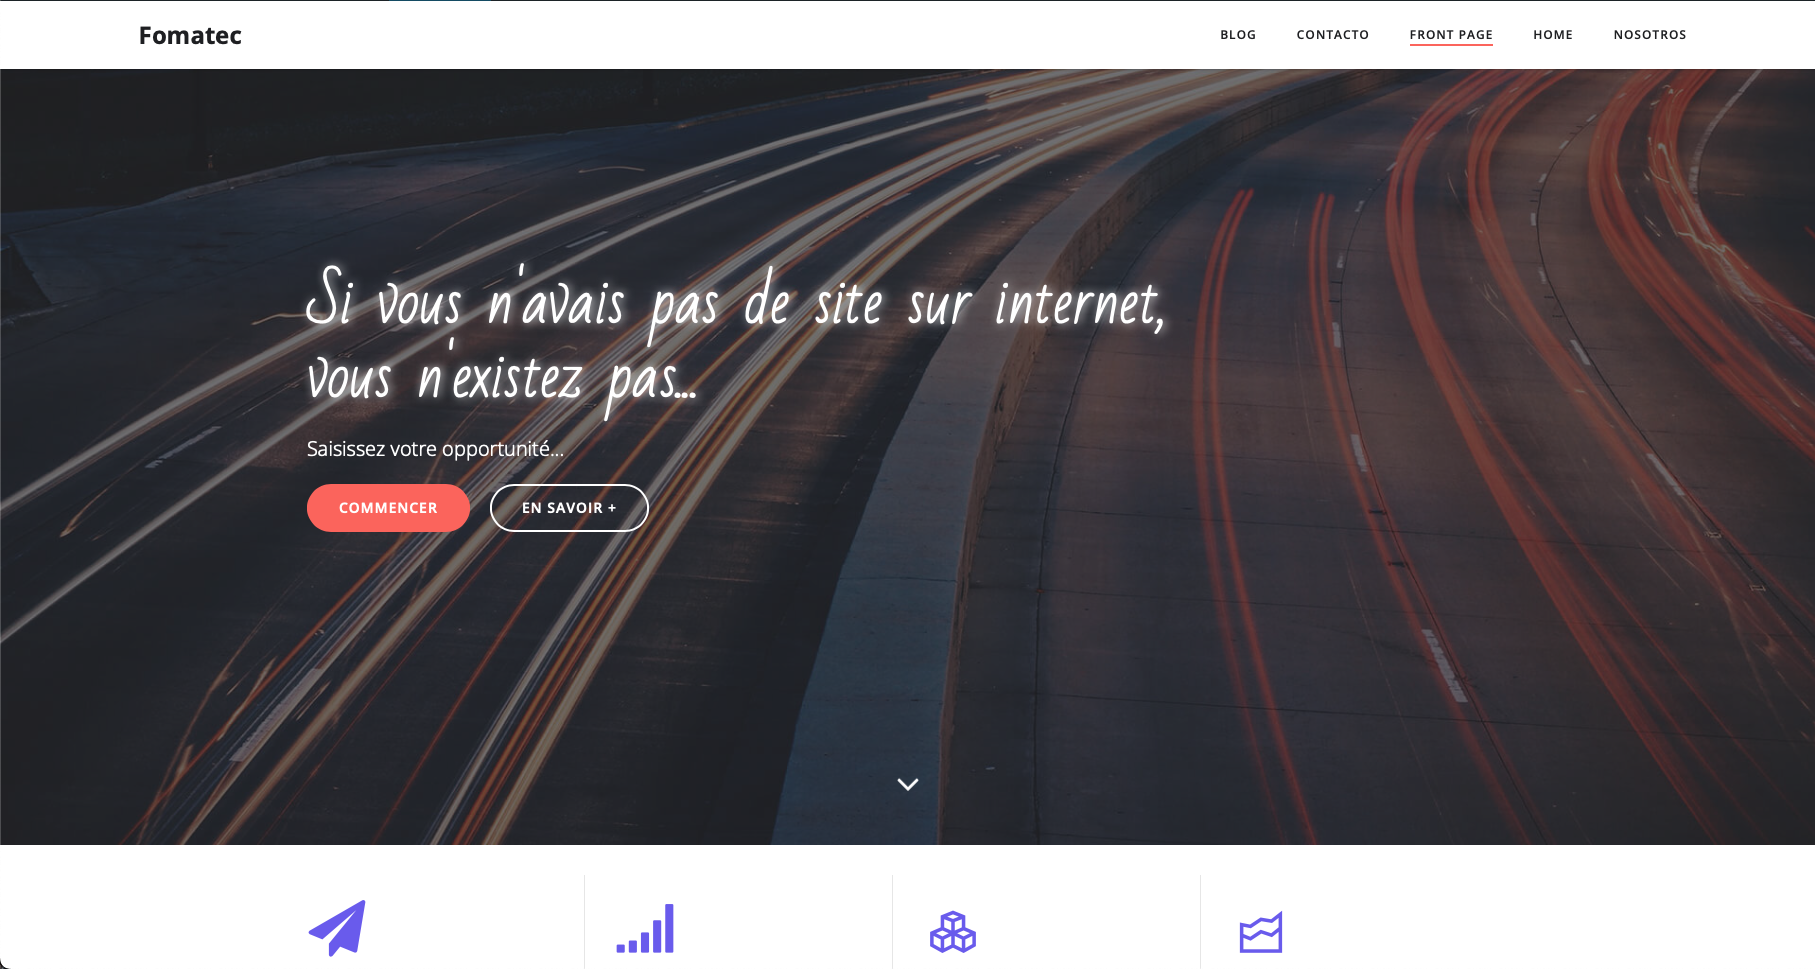 Fomatec
BLOG CONTACTO FRONT PAGE HOME NOSOTROS
Si vous n'avais pas de site sur internet,
vous n'existez pas...
Saisissez votre opportunité...
COMMENCER EN SAVOIR +